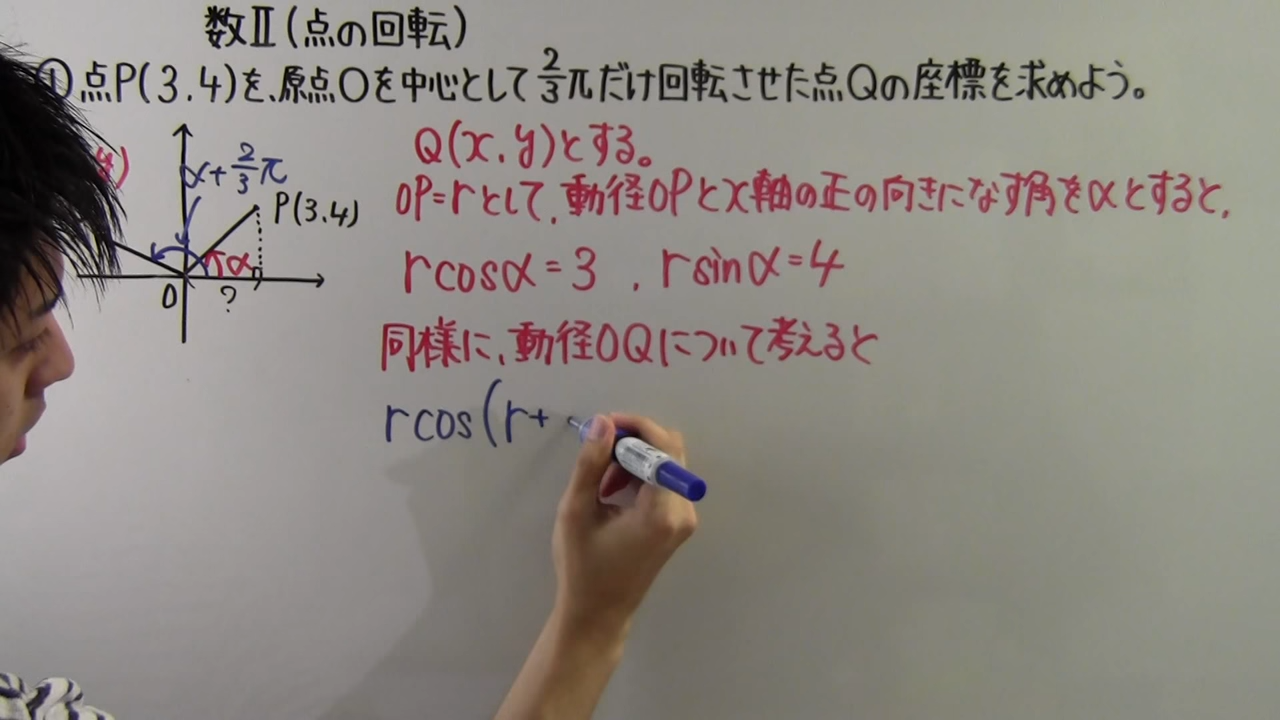 数Ⅱ(点の回転)
①点P(3.4)を、原点Oを中心として2/3πだけ回転させた点Qの座標を求めよう。
Q(x,y)とする。
OP=rとして、動径OPとx軸の正の向きになす角をαとすると,
rcosα=3 , rsinα=4
同様に、動径OQについて考えると
rcos(r+
y)
α+2/3π
P(3.4)
α
O
?